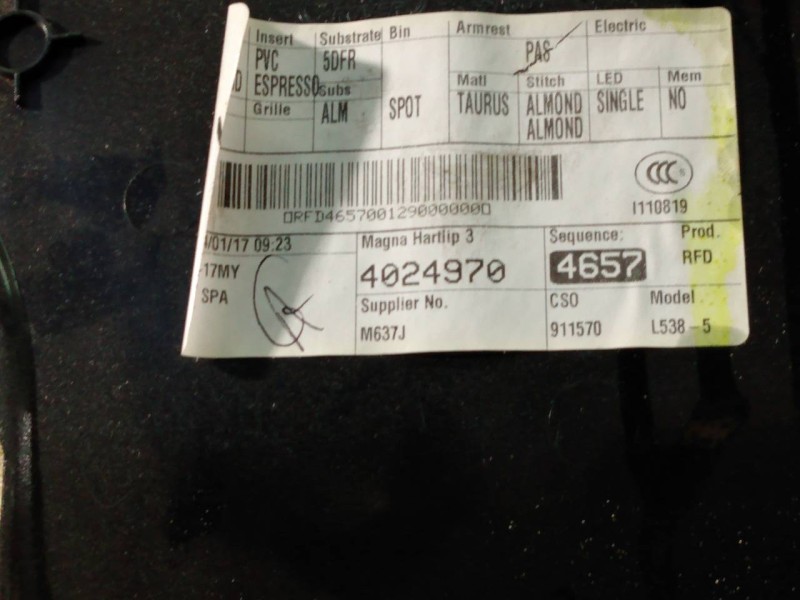 Insert Substrate Bin Armrest Electric
PVC 5DFR PAS
ESPRESSO Subs Matl Stitch LED Mem
Grille ALM SPOT TAURUS ALMOND SINGLE NO
ALMOND
CCC S
RFD46570012900000
I110819
/01/17 09:23 Magna Hartlip 3 Sequence: Prod.
-17MY 4024970 4657 RFD
SPA Supplier No. CSO Model
M637J 911570 L538-5